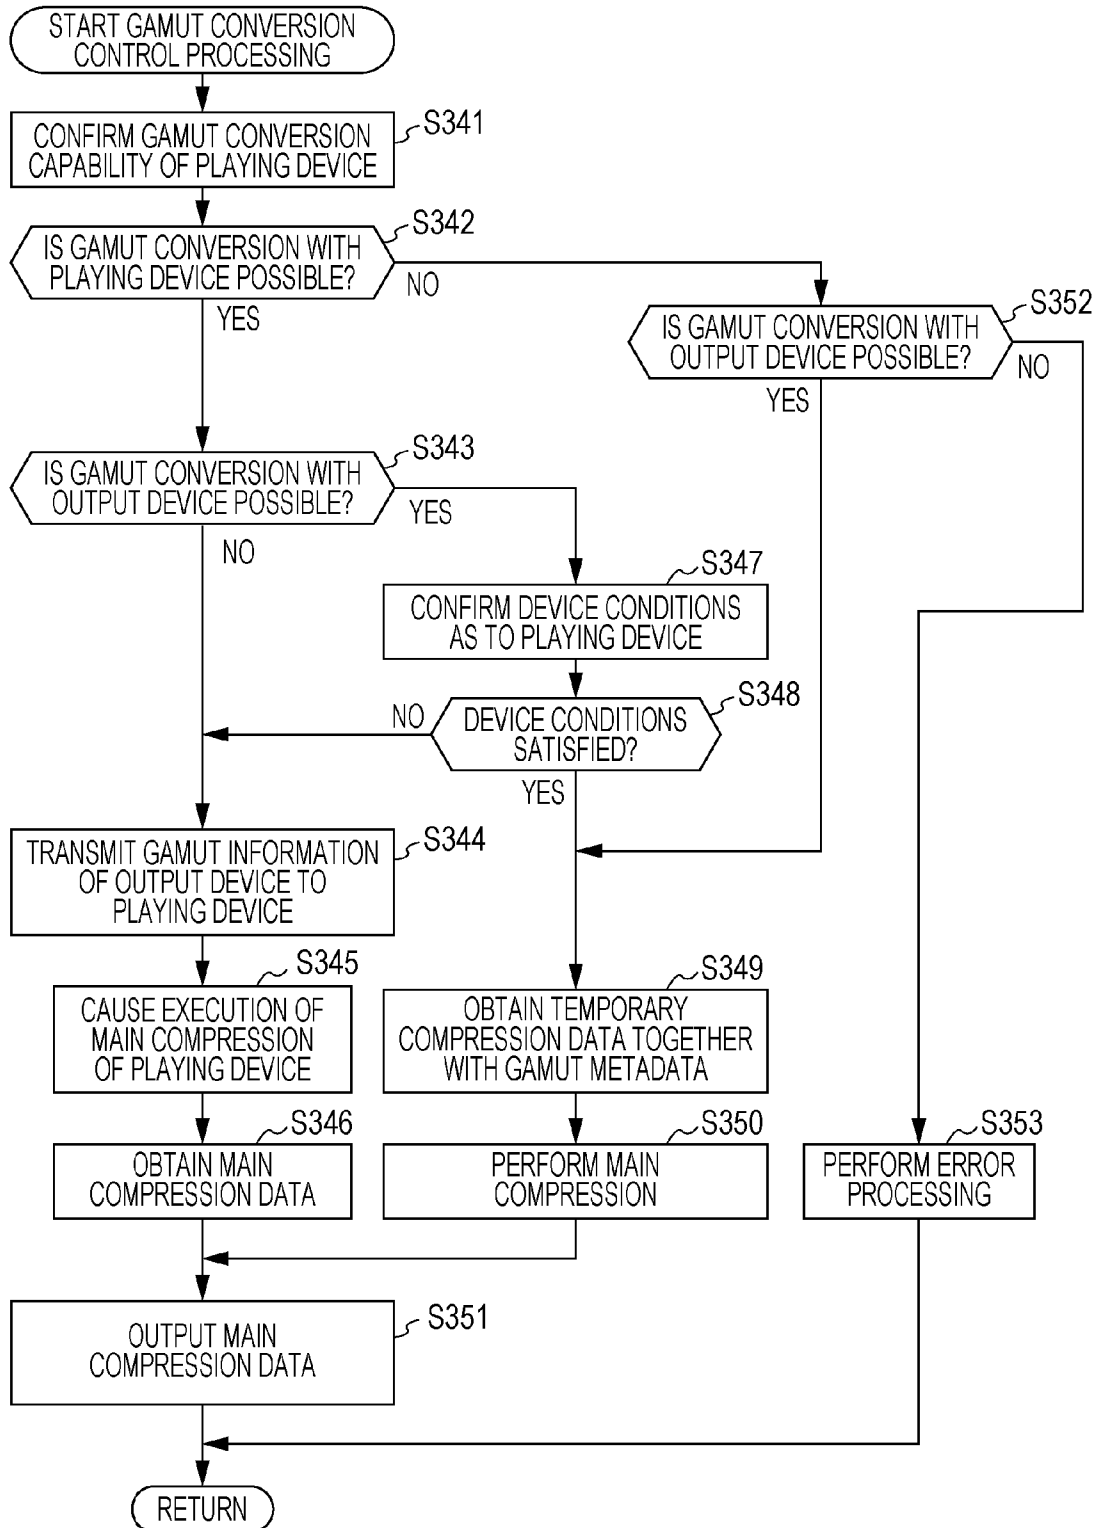 START GAMUT CONVERSION
CONTROL PROCESSING
S341
CONFIRM GAMUT CONVERSION
CAPABILITY OF PLAYING DEVICE
S342
IS GAMUT CONVERSION WITH
PLAYING DEVICE POSSIBLE?
NO
YES
S352
IS GAMUT CONVERSION WITH
OUTPUT DEVICE POSSIBLE?
NO
YES
S343
IS GAMUT CONVERSION WITH
OUTPUT DEVICE POSSIBLE?
YES
NO
S347
CONFIRM DEVICE CONDITIONS
AS TO PLAYING DEVICE
S348
NO
DEVICE CONDITIONS
SATISFIED?
YES
S344
TRANSMIT GAMUT INFORMATION
OF OUTPUT DEVICE TO
PLAYING DEVICE
S345
CAUSE EXECUTION OF
MAIN COMPRESSION
OF PLAYING DEVICE
S349
OBTAIN TEMPORARY
COMPRESSION DATA TOGETHER
WITH GAMUT METADATA
S346
OBTAIN MAIN
COMPRESSION DATA
S350
PERFORM MAIN
COMPRESSION
S353
PERFORM ERROR
PROCESSING
S351
OUTPUT MAIN
COMPRESSION DATA
RETURN